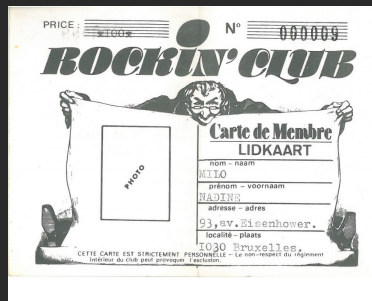 PRICE : *100* N° 000009
ROCKIN' CLUB
Carte de Membre
LIDKAART
nom – naam
MILO
prénom – voornaam
NADINE
adresse – adres
93,av.Eisenhower.
localité – plaats
I030 Bruxelles.
PHOTO
CETTE CARTE EST STRICTEMENT PERSONNELLE – Le non-respect du règlement
intérieur du club peut provoquer l'exclusion.